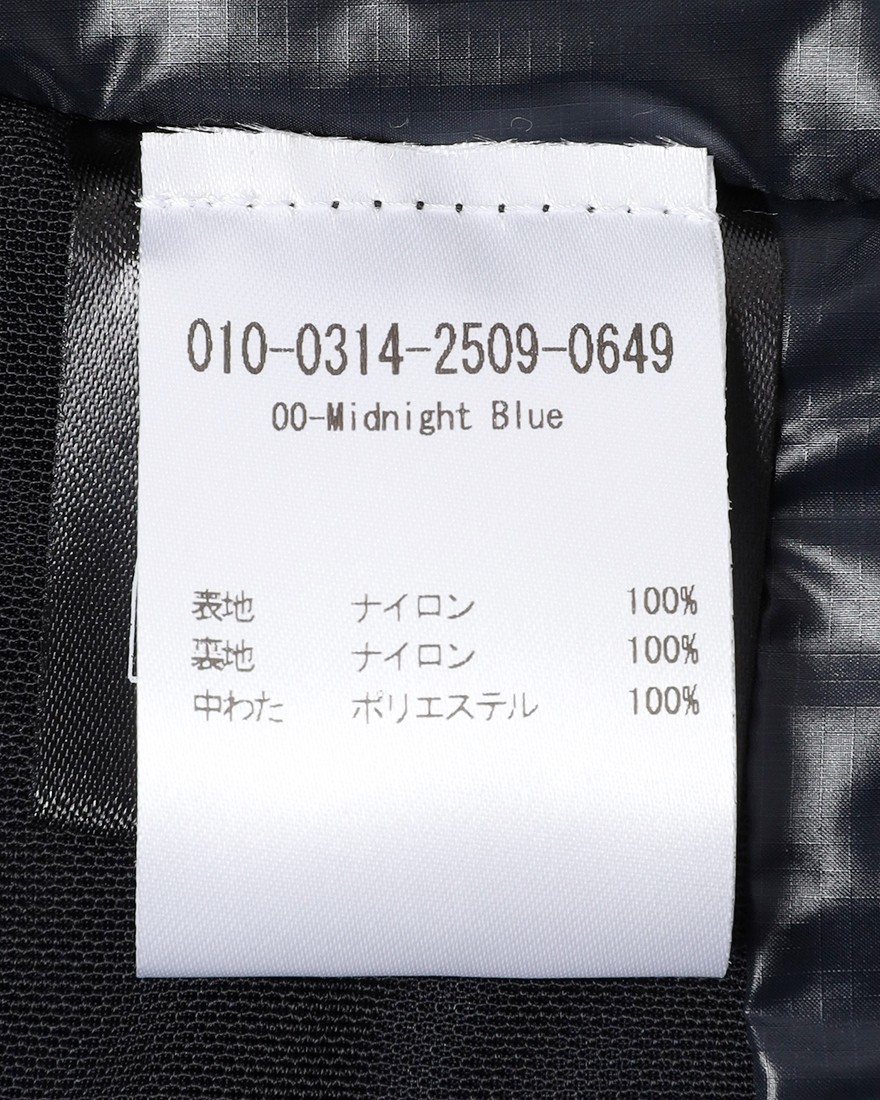 010-0314-2509-0649
00-Midnight Blue
表地 ナイロン 100%
裏地 ナイロン 100%
中わた ポリエステル 100%